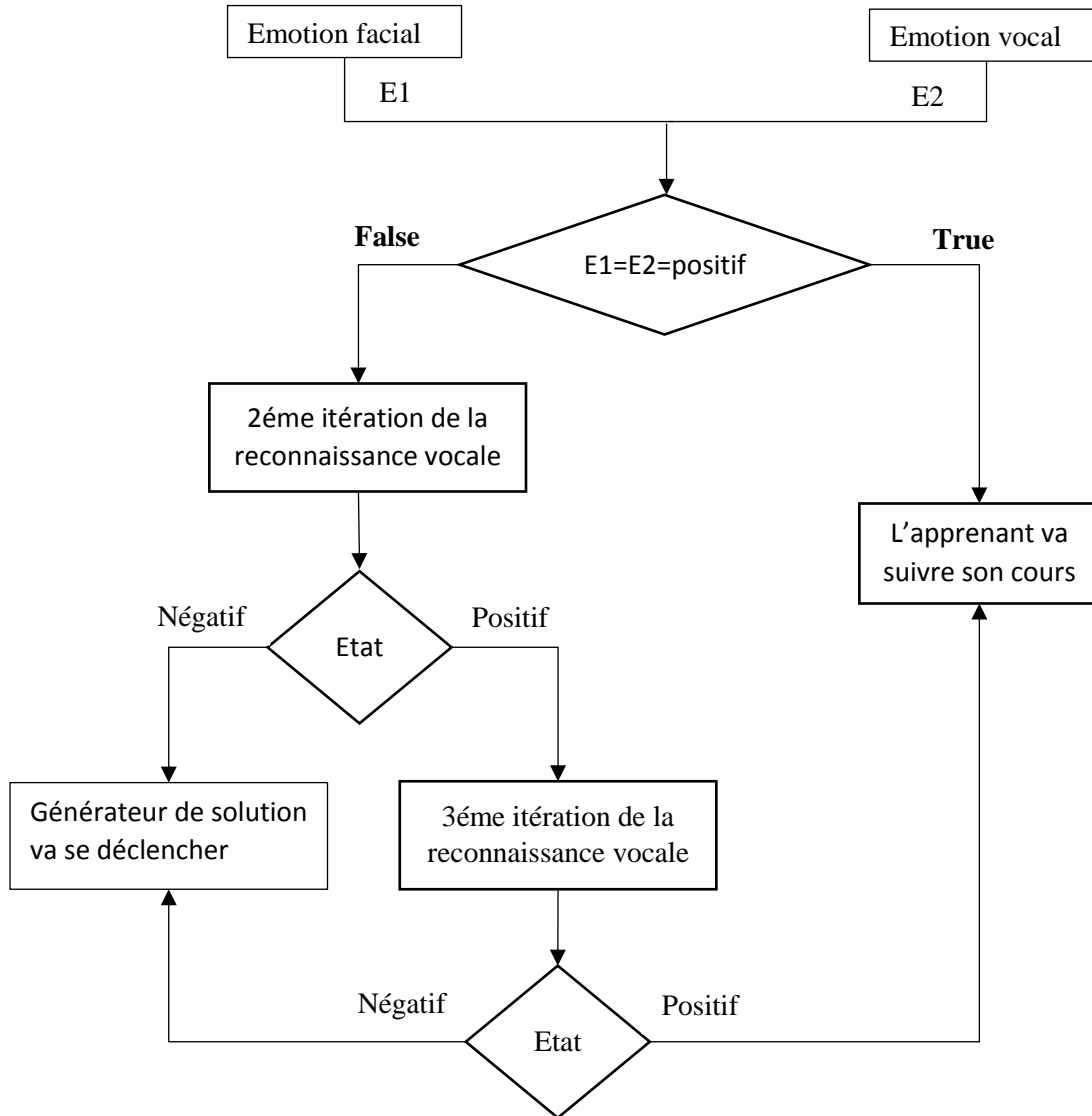 Emotion facial
Emotion vocal
E1
E2
False
True
E1=E2=positif
2éme itération de la
reconnaissance vocale
L’apprenant va
suivre son cours
Négatif
Positif
Etat
Générateur de solution
va se déclencher
3éme itération de la
reconnaissance vocale
Négatif
Positif
Etat